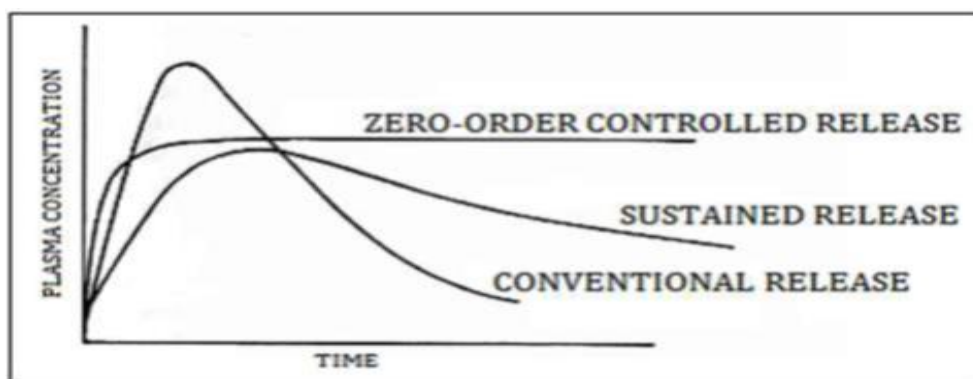 PLASMA CONCENTRATION
ZERO-ORDER CONTROLLED RELEASE
SUSTAINED RELEASE
CONVENTIONAL RELEASE
TIME